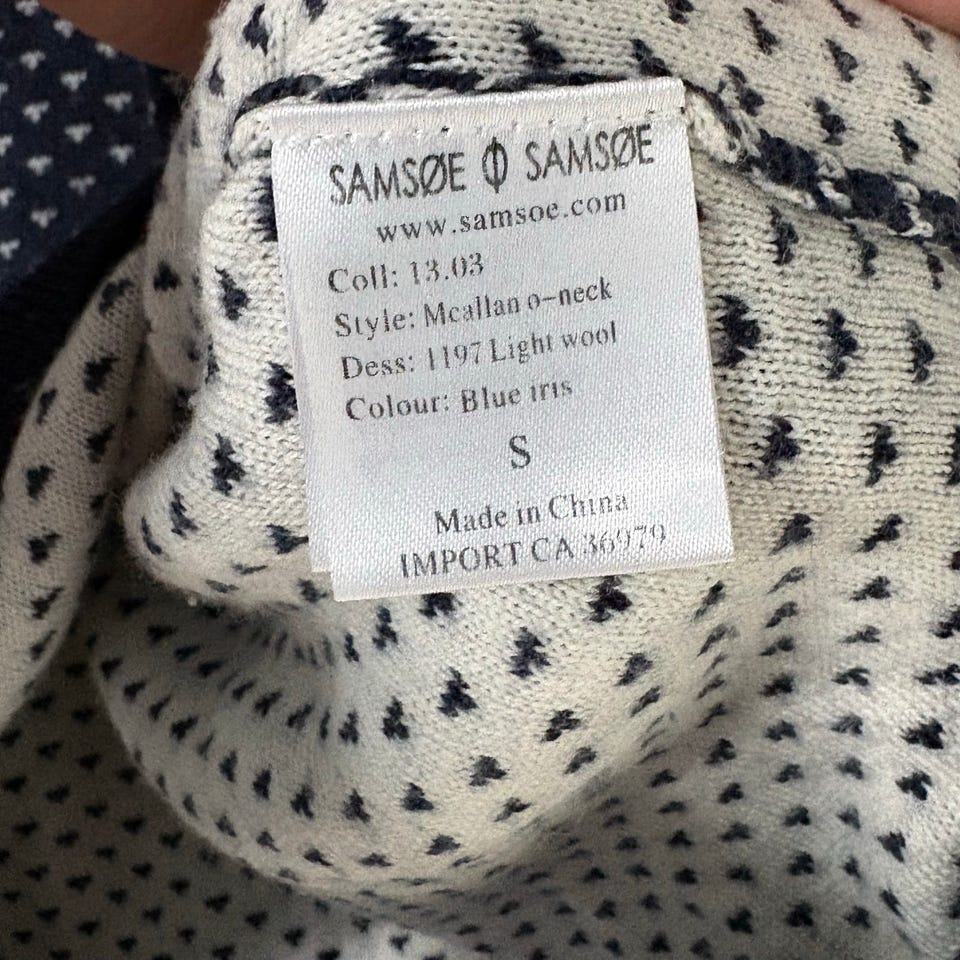 SAMSØE SAMSØE
www.samsoe.com
Coll: 13.03
Style: Mcallan o-neck
Dess: 1197 Light wool
Colour: Blue iris
S
Made in China
IMPORT CA 36979